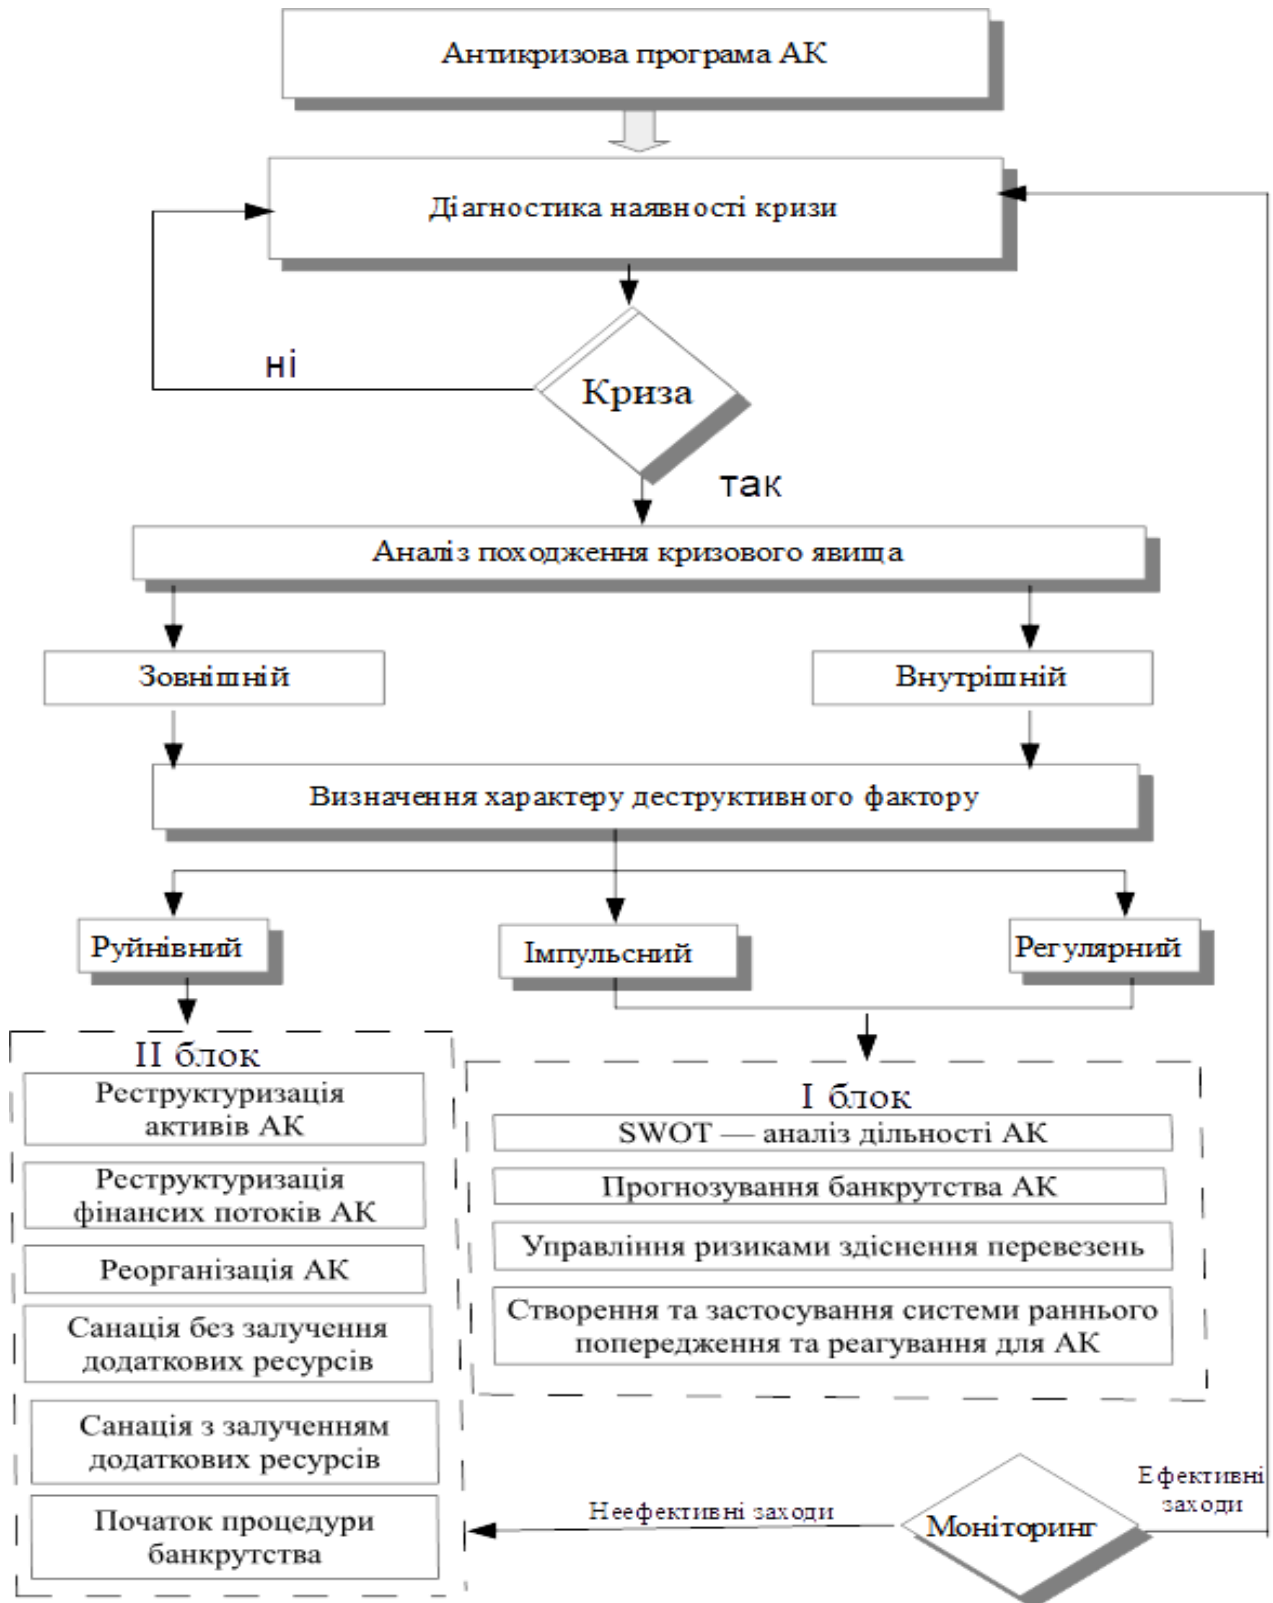 Антикризова програма АК
Діагностика наявності кризи
ні
Криза
так
Аналіз походження кризового явища
Зовнішній
Внутрішній
Визначення характеру деструктивного фактору
Руйнівний
Імпульсний
Регулярний
ІІ блок
Реструктуризація
активів АК
Реструктуризація
фінансих потоків АК
Реорганізація АК
Санація без залучення
додаткових ресурсів
Санація з залученням
додаткових ресурсів
Початок процедури
банкрутства
І блок
SWOT — аналіз дільності АК
Прогнозування банкрутства АК
Управління ризиками здіснення перевезень
Створення та застосування системи раннього
попередження та реагування для АК
Неефективні заходи
Моніторинг
Ефективні
заходи